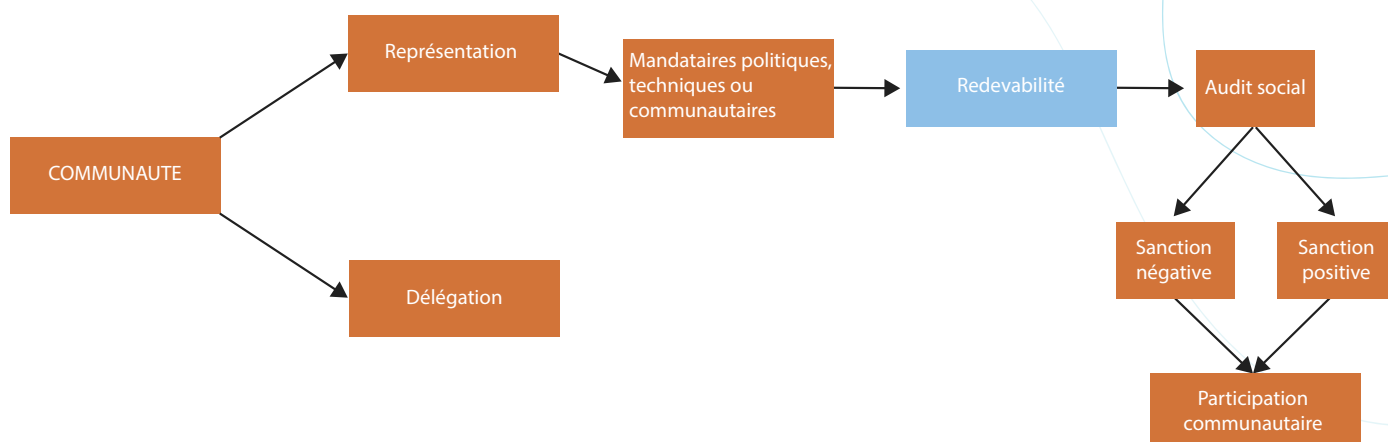 COMMUNAUTE
Représentation
Délégation
Mandataires politiques,
techniques ou
communautaires
Redevabilité
Audit social
Sanction
négative
Sanction
positive
Participation
communautaire